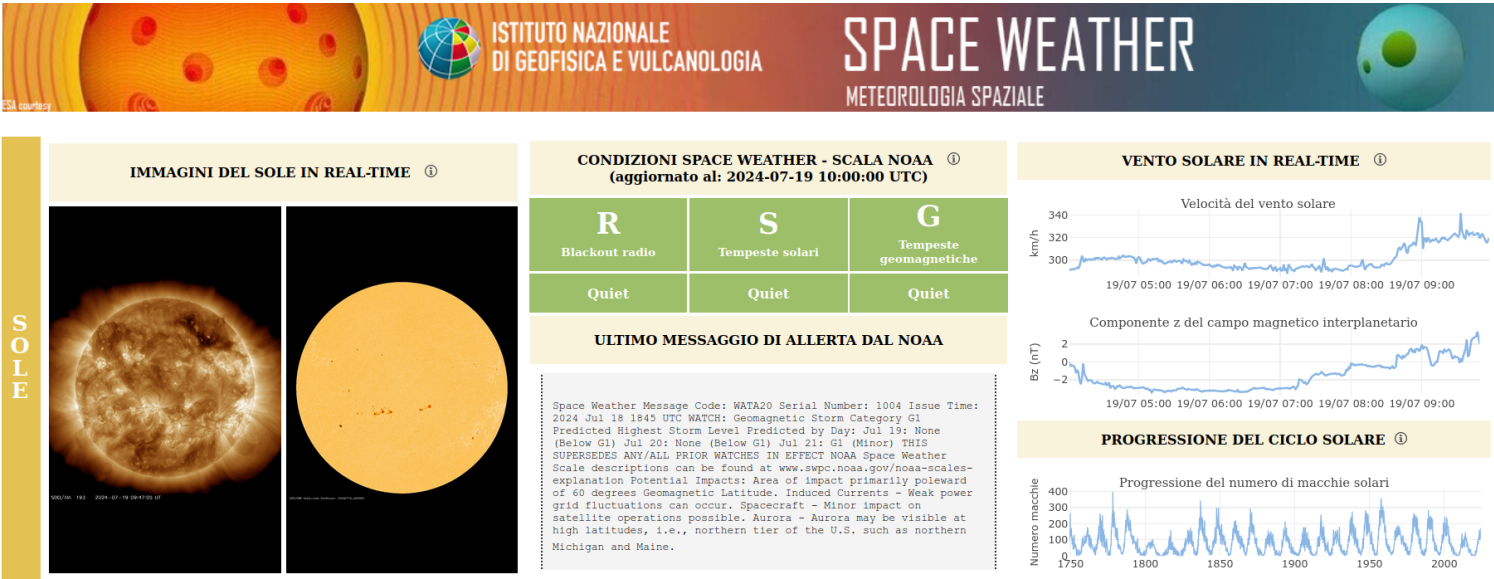 ISTITUTO NAZIONALE
DI GEOFISICA E VULCANOLOGIA
SPACE WEATHER
METEOROLOGIA SPAZIALE
ESA courtesy
SOLE
IMMAGINI DEL SOLE IN REAL-TIME
SDO/AIA 193 2024-07-19 09:47:05 UT
CONDIZIONI SPACE WEATHER - SCALA NOAA
(aggiornato al: 2024-07-19 10:00:00 UTC)
R
Blackout radio
Quiet
S
Tempeste solari
Quiet
G
Tempeste
geomagnetiche
Quiet
ULTIMO MESSAGGIO DI ALLERTA DAL NOAA
Space Weather Message Code: WATA20 Serial Number: 1004 Issue Time:
2024 Jul 18 1845 UTC WATCH: Geomagnetic Storm Category G1
Predicted Highest Storm Level Predicted by Day: Jul 19: None
(Below G1) Jul 20: None (Below G1) Jul 21: G1 (Minor) THIS
SUPERSEDES ANY/ALL PRIOR WATCHES IN EFFECT NOAA Space Weather
Scale descriptions can be found at www.swpc.noaa.gov/noaa-scales-
explanation Potential Impacts: Area of impact primarily poleward
of 60 degrees Geomagnetic Latitude. Induced Currents - Weak power
grid fluctuations can occur. Spacecraft - Minor impact on
satellite operations possible. Aurora - Aurora may be visible at
high latitudes, i.e., northern tier of the U.S. such as northern
Michigan and Maine.
VENTO SOLARE IN REAL-TIME
Velocità del vento solare
km/h
340
320
300
19/07 05:00 19/07 06:00 19/07 07:00 19/07 08:00 19/07 09:00
Componente z del campo magnetico interplanetario
Bz (nT)
2
0
−2
19/07 05:00 19/07 06:00 19/07 07:00 19/07 08:00 19/07 09:00
PROGRESSIONE DEL CICLO SOLARE
Progressione del numero di macchie solari
Numero macchie
400
300
200
100
0
1750 1800 1850 1900 1950 2000